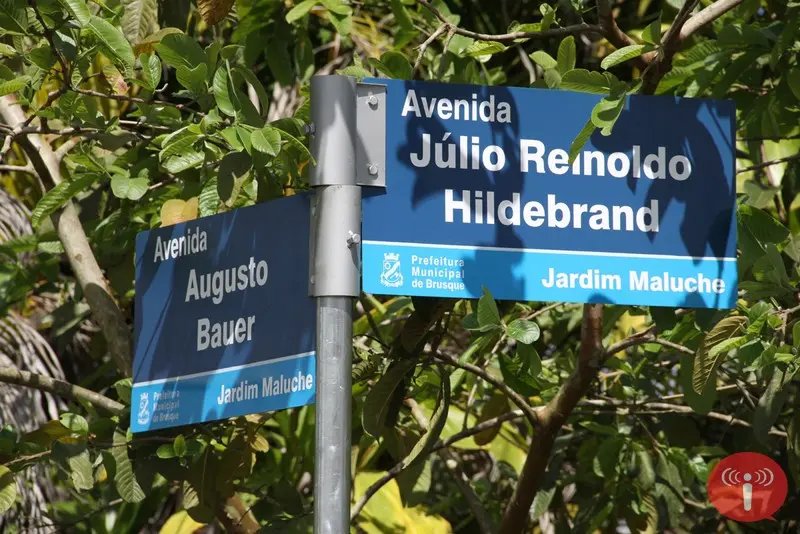 Avenida
Augusto
Bauer
Jardim Maluche
Avenida
Júlio Reinoldo
Hildebrand
Prefeitura
Municipal
de Brusque
Jardim Maluche